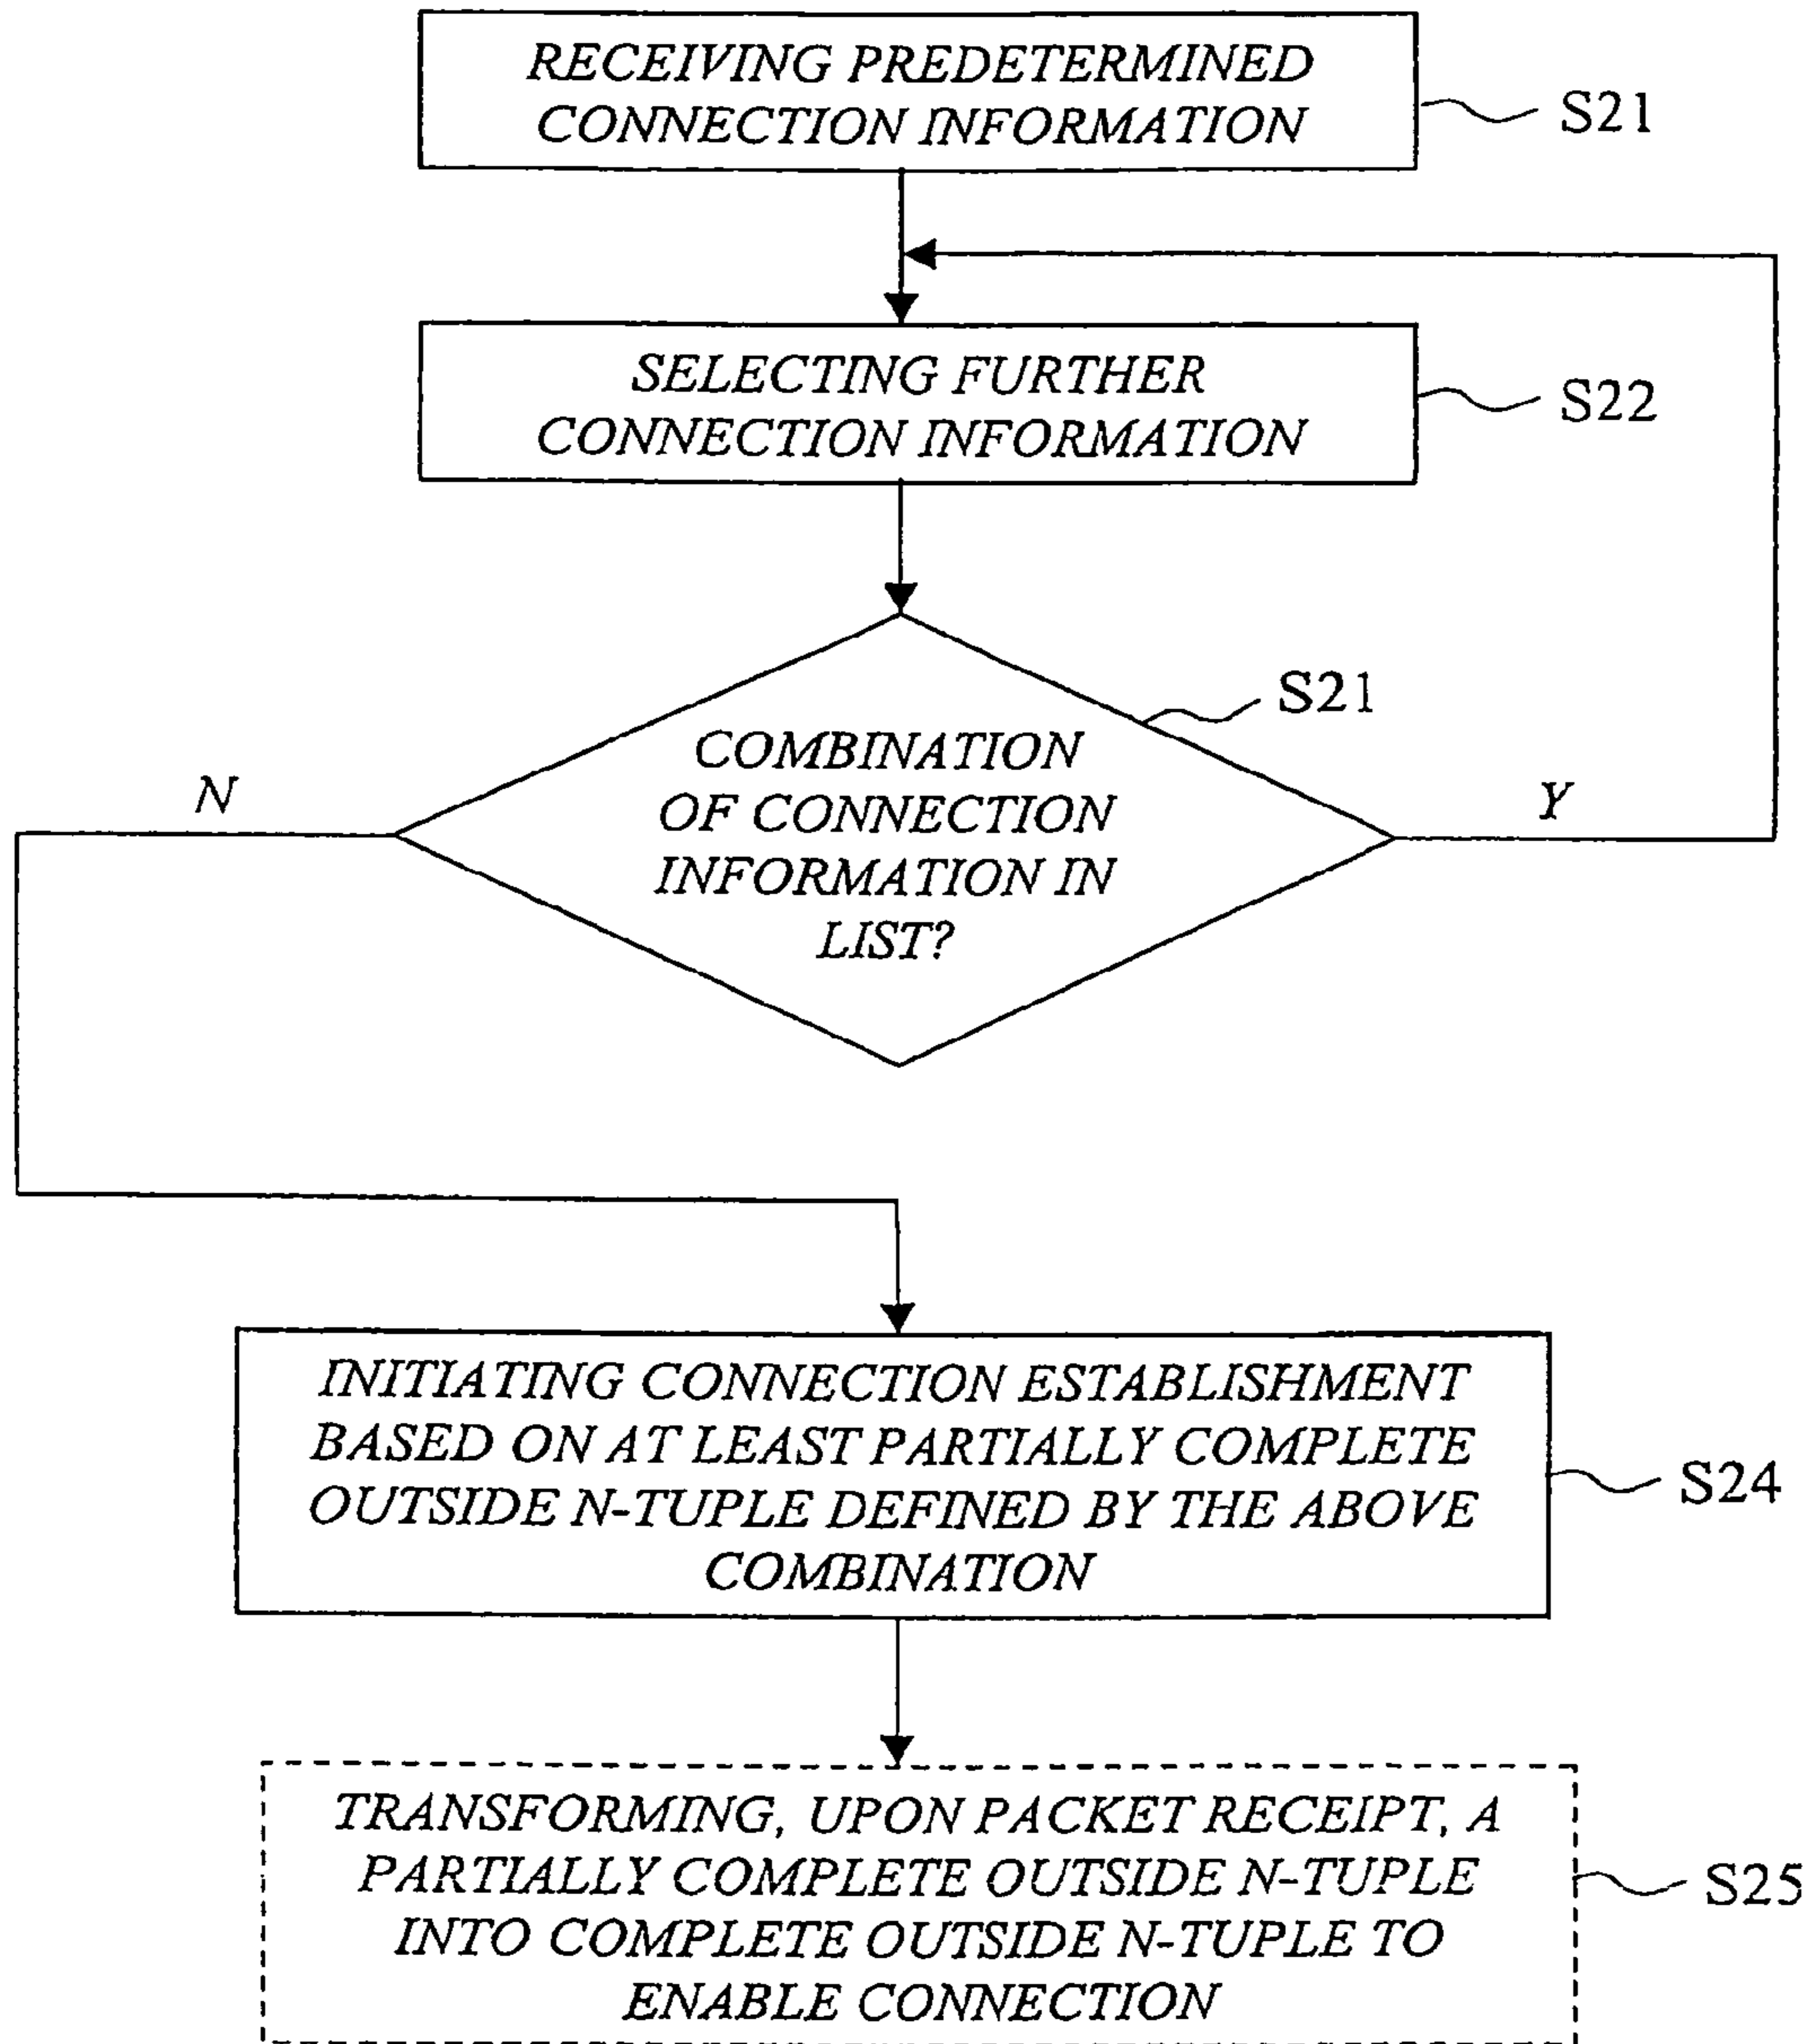 RECEIVING PREDETERMINED
CONNECTION INFORMATION
S21
SELECTING FURTHER
CONNECTION INFORMATION
S22
S21
COMBINATION
OF CONNECTION
INFORMATION IN
LIST?
N
Y
INITIATING CONNECTION ESTABLISHMENT
BASED ON AT LEAST PARTIALLY COMPLETE
OUTSIDE N-TUPLE DEFINED BY THE ABOVE
COMBINATION
S24
TRANSFORMING, UPON PACKET RECEIPT, A
PARTIALLY COMPLETE OUTSIDE N-TUPLE
INTO COMPLETE OUTSIDE N-TUPLE TO
ENABLE CONNECTION
S25